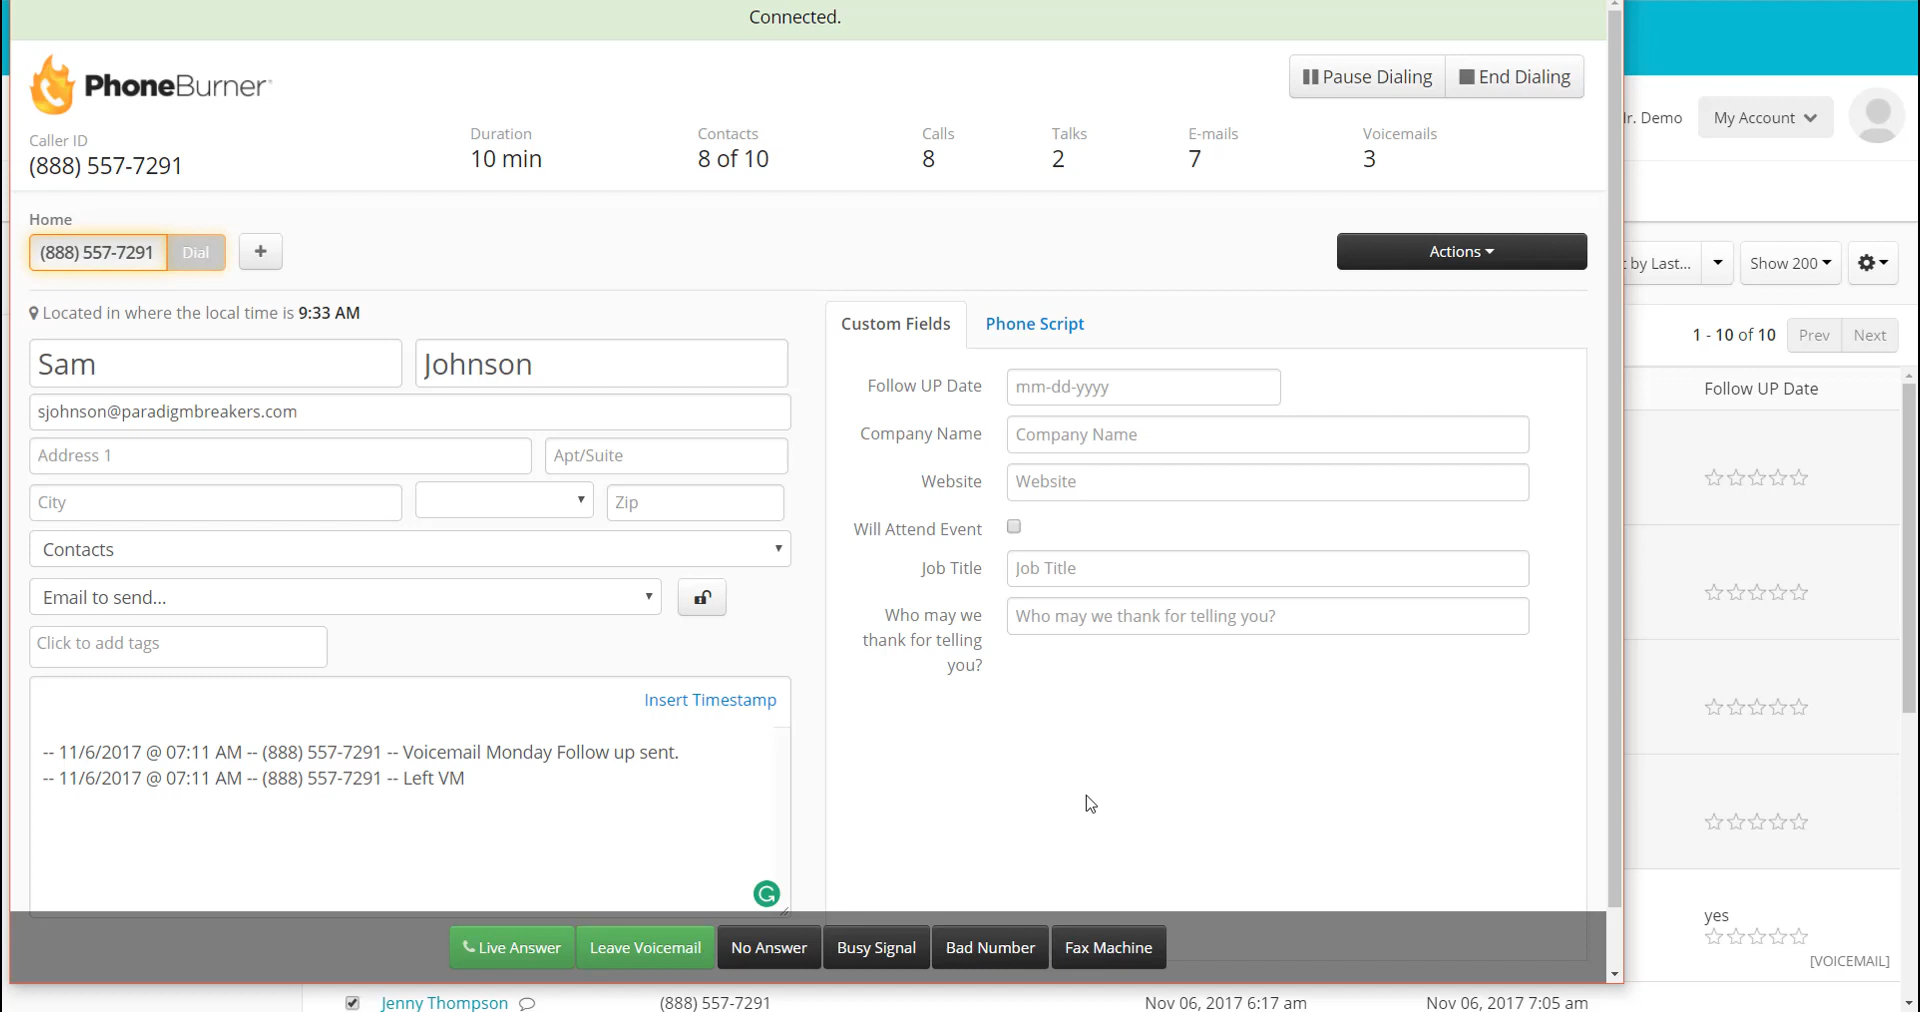 Connected.
PhoneBurner
Pause Dialing
End Dialing
Caller ID
(888) 557-7291
Duration
10 min
Contacts
8 of 10
Calls
8
Talks
2
E-mails
7
Voicemails
3
Home
(888) 557-7291 Dial +
Actions
Located in where the local time is 9:33 AM
Sam
Johnson
sjohnson@paradigmbreakers.com
Address 1
Apt/Suite
City
Zip
Contacts
Email to send...
Click to add tags
Insert Timestamp
-- 11/6/2017 @ 07:11 AM -- (888) 557-7291 -- Voicemail Monday Follow up sent.
-- 11/6/2017 @ 07:11 AM -- (888) 557-7291 -- Left VM
Custom Fields
Phone Script
Follow UP Date
mm-dd-yyyy
Company Name
Company Name
Website
Website
Will Attend Event
Job Title
Job Title
Who may we
thank for telling
you?
Who may we thank for telling you?
Live Answer
Leave Voicemail
No Answer
Busy Signal
Bad Number
Fax Machine
Demo
My Account
by Last...
Show 200
1 - 10 of 10
Prev
Next
Follow UP Date
yes
[VOICEMAIL]
Jenny Thompson
(888) 557-7291
Nov 06, 2017 6:17 am
Nov 06, 2017 7:05 am